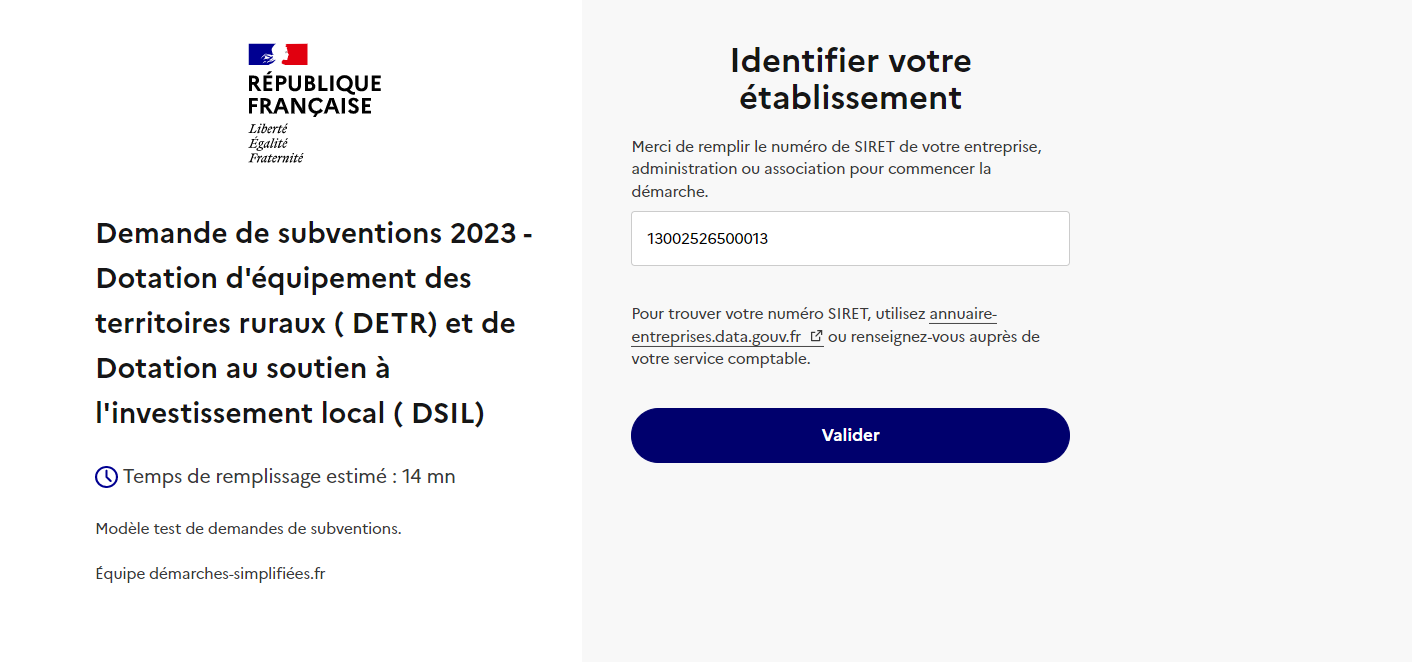 RÉPUBLIQUE
FRANÇAISE
Liberté
Égalité
Fraternité
Demande de subventions 2023 -
Dotation d'équipement des
territoires ruraux ( DETR) et de
Dotation au soutien à
l'investissement local ( DSIL)
Temps de remplissage estimé : 14 mn
Modèle test de demandes de subventions.
Équipe démarches-simplifiées.fr
Identifier votre
établissement
Merci de remplir le numéro de SIRET de votre entreprise,
administration ou association pour commencer la
démarche.
13002526500013
Pour trouver votre numéro SIRET, utilisez annuaire-
entreprises.data.gouv.fr ou renseignez-vous auprès de
votre service comptable.
Valider